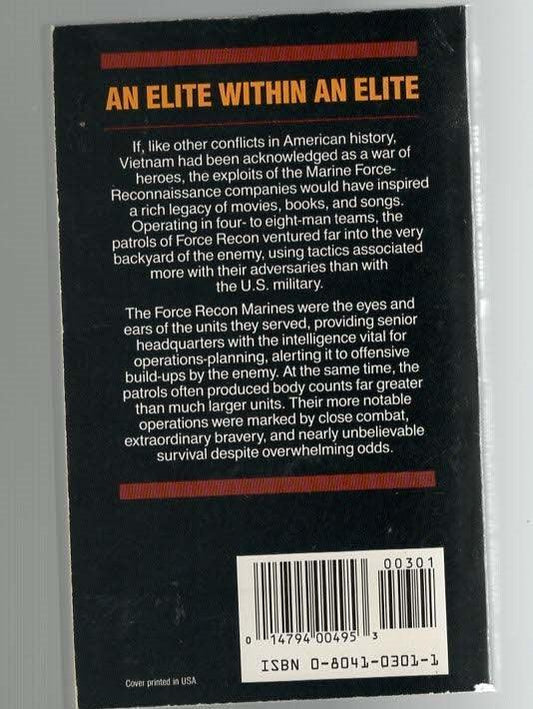 AN ELITE WITHIN AN ELITE
If, like other conflicts in American history,
Vietnam had been acknowledged as a war of
heroes, the exploits of the Marine Force-
Reconnaissance companies would have inspired
a rich legacy of movies, books, and songs.
Operating in four- to eight-man teams, the
patrols of Force Recon ventured far into the very
backyard of the enemy, using tactics associated
more with their adversaries than with
the U.S. military.
The Force Recon Marines were the eyes and
ears of the units they served, providing senior
headquarters with the intelligence vital for
operations-planning, alerting it to offensive
build-ups by the enemy. At the same time, the
patrols often produced body counts far greater
than much larger units. Their more notable
operations were marked by close combat,
extraordinary bravery, and nearly unbelievable
survival despite overwhelming odds.
00301
0 14794 00495 3
ISBN 0-8041-0301-1
Cover printed in USA